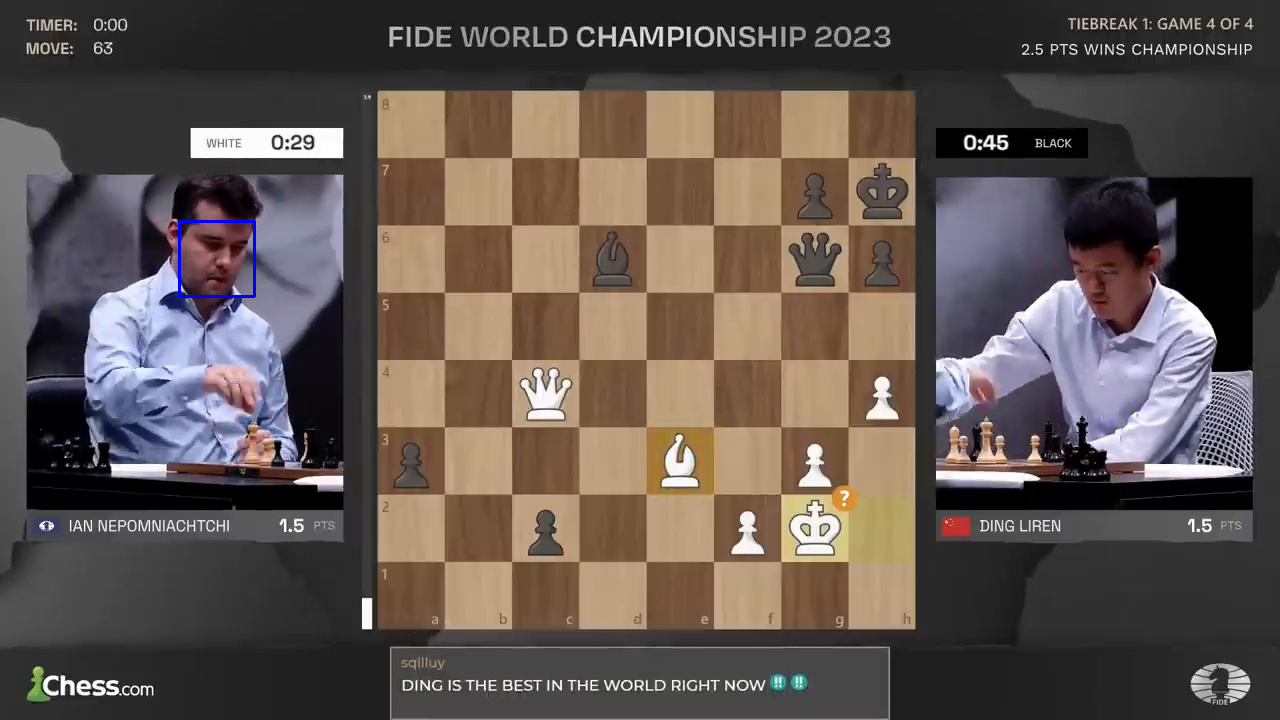 TIMER: 0:00
MOVE: 63
FIDE WORLD CHAMPIONSHIP 2023
TIEBREAK 1: GAME 4 OF 4
2.5 PTS WINS CHAMPIONSHIP
WHITE 0:29
0:45 BLACK
8
7
6
5
4
3
2
1
a b c d e f g h
?
IAN NEPOMNIACHTCHI 1.5 PTS
DING LIREN 1.5 PTS
sqllluy
DING IS THE BEST IN THE WORLD RIGHT NOW !! !!
Chess.com
FIDE